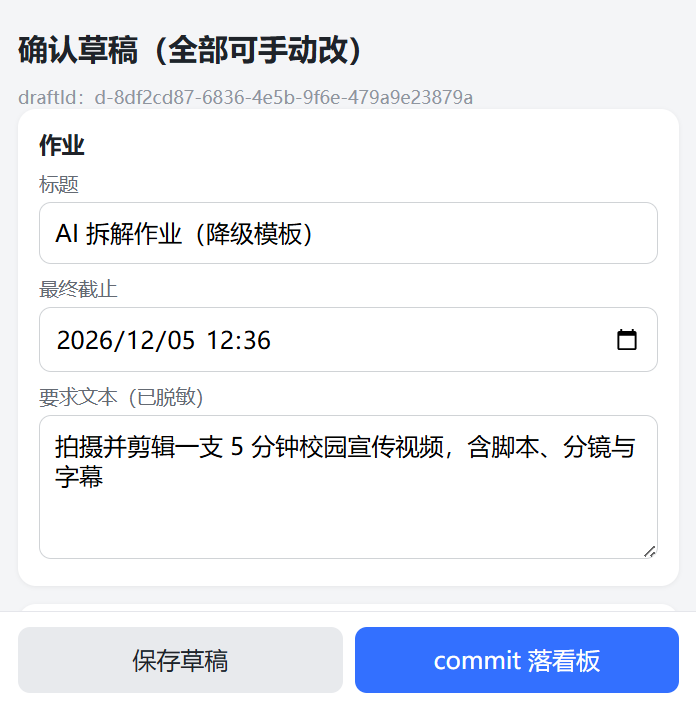 确认草稿（全部可手动改）
draftId：d-8df2cd87-6836-4e5b-9f6e-479a9e23879a
作业
标题
AI 拆解作业（降级模板）
最终截止
2026/12/05 12:36
要求文本（已脱敏）
拍摄并剪辑一支 5 分钟校园宣传视频，含脚本、分镜与
字幕
保存草稿
commit 落看板